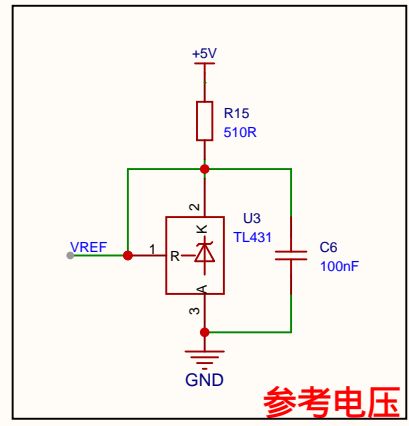 +5V
R15
510R
2
K
U3
TL431
VREF
1
R
C6
100nF
A
3
GND
参考电压